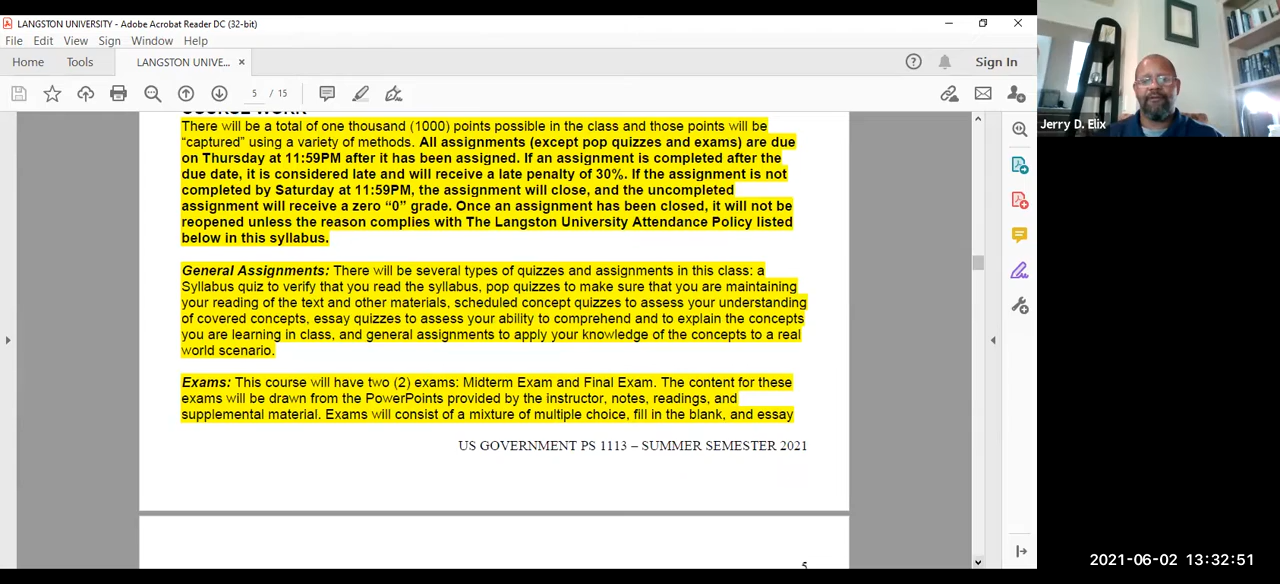 LANGSTON UNIVERSITY - Adobe Acrobat Reader DC (32-bit)
File Edit View Sign Window Help
Home Tools LANGSTON UNIVE... × Sign In
5 / 15
COURSE WORK
There will be a total of one thousand (1000) points possible in the class and those points will be
“captured” using a variety of methods. All assignments (except pop quizzes and exams) are due
on Thursday at 11:59PM after it has been assigned. If an assignment is completed after the
due date, it is considered late and will receive a late penalty of 30%. If the assignment is not
completed by Saturday at 11:59PM, the assignment will close, and the uncompleted
assignment will receive a zero “0” grade. Once an assignment has been closed, it will not be
reopened unless the reason complies with The Langston University Attendance Policy listed
below in this syllabus.
General Assignments: There will be several types of quizzes and assignments in this class: a
Syllabus quiz to verify that you read the syllabus, pop quizzes to make sure that you are maintaining
your reading of the text and other materials, scheduled concept quizzes to assess your understanding
of covered concepts, essay quizzes to assess your ability to comprehend and to explain the concepts
you are learning in class, and general assignments to apply your knowledge of the concepts to a real
world scenario.
Exams: This course will have two (2) exams: Midterm Exam and Final Exam. The content for these
exams will be drawn from the PowerPoints provided by the instructor, notes, readings, and
supplemental material. Exams will consist of a mixture of multiple choice, fill in the blank, and essay
US GOVERNMENT PS 1113 – SUMMER SEMESTER 2021
5
Jerry D. Elix
2021-06-02 13:32:51